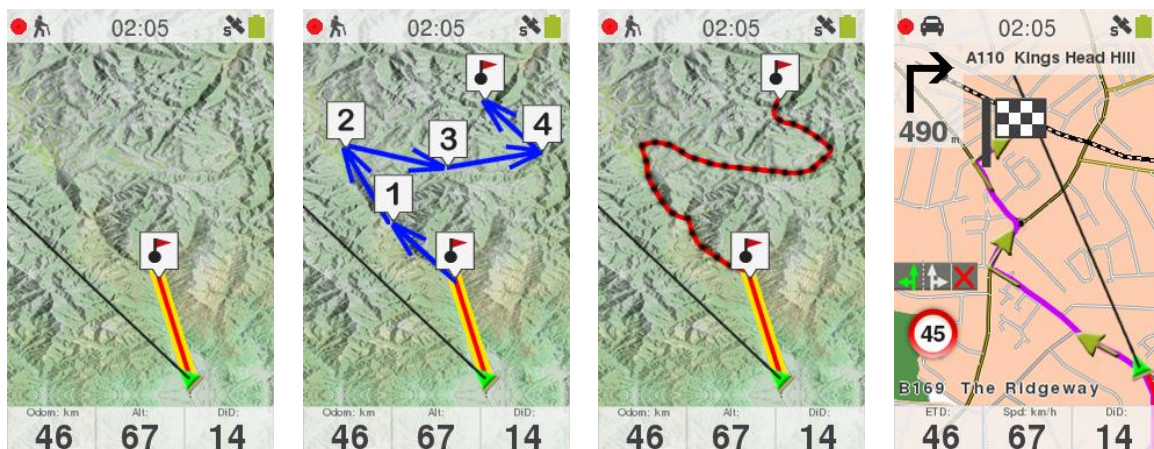 02:05
S
Odom: km Alt: DiD:
46 67 14
02:05
S
2
3
4
1
Odom: km Alt: DiD:
46 67 14
02:05
S
Odom: km Alt: DiD:
46 67 14
02:05
S
A110 Kings Head Hill
490 m
45
B169 The Ridgeway
ETD: Spd: km/h DiD:
46 67 14